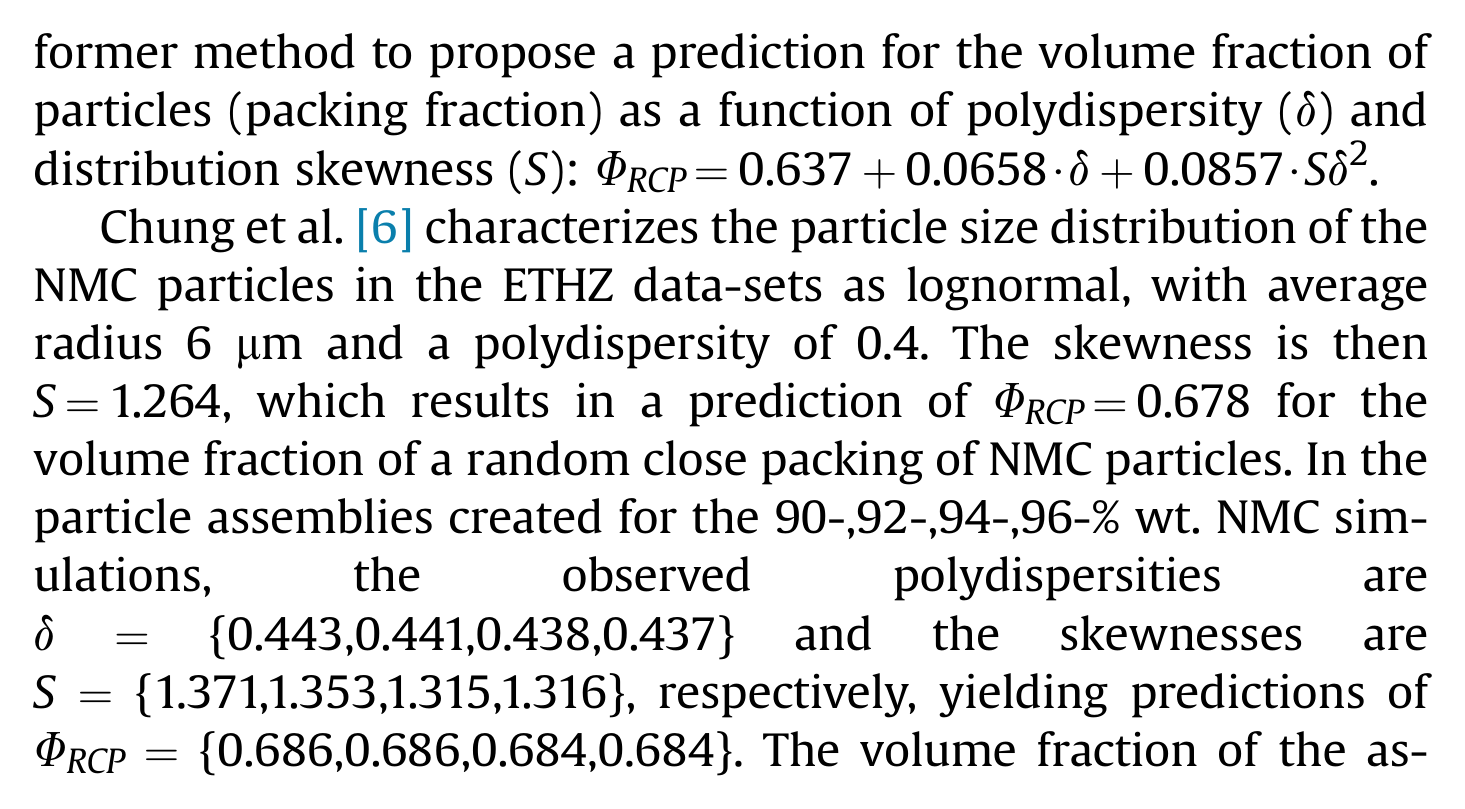 former method to propose a prediction for the volume fraction of
particles (packing fraction) as a function of polydispersity (δ) and
distribution skewness (S): Φ_RCP = 0.637 + 0.0658·δ + 0.0857·Sδ².
Chung et al. [6] characterizes the particle size distribution of the
NMC particles in the ETHZ data-sets as lognormal, with average
radius 6 μm and a polydispersity of 0.4. The skewness is then
S = 1.264, which results in a prediction of Φ_RCP = 0.678 for the
volume fraction of a random close packing of NMC particles. In the
particle assemblies created for the 90-,92-,94-,96-% wt. NMC sim-
ulations, the observed polydispersities are
δ = {0.443,0.441,0.438,0.437} and the skewnesses are
S = {1.371,1.353,1.315,1.316}, respectively, yielding predictions of
Φ_RCP = {0.686,0.686,0.684,0.684}. The volume fraction of the as-